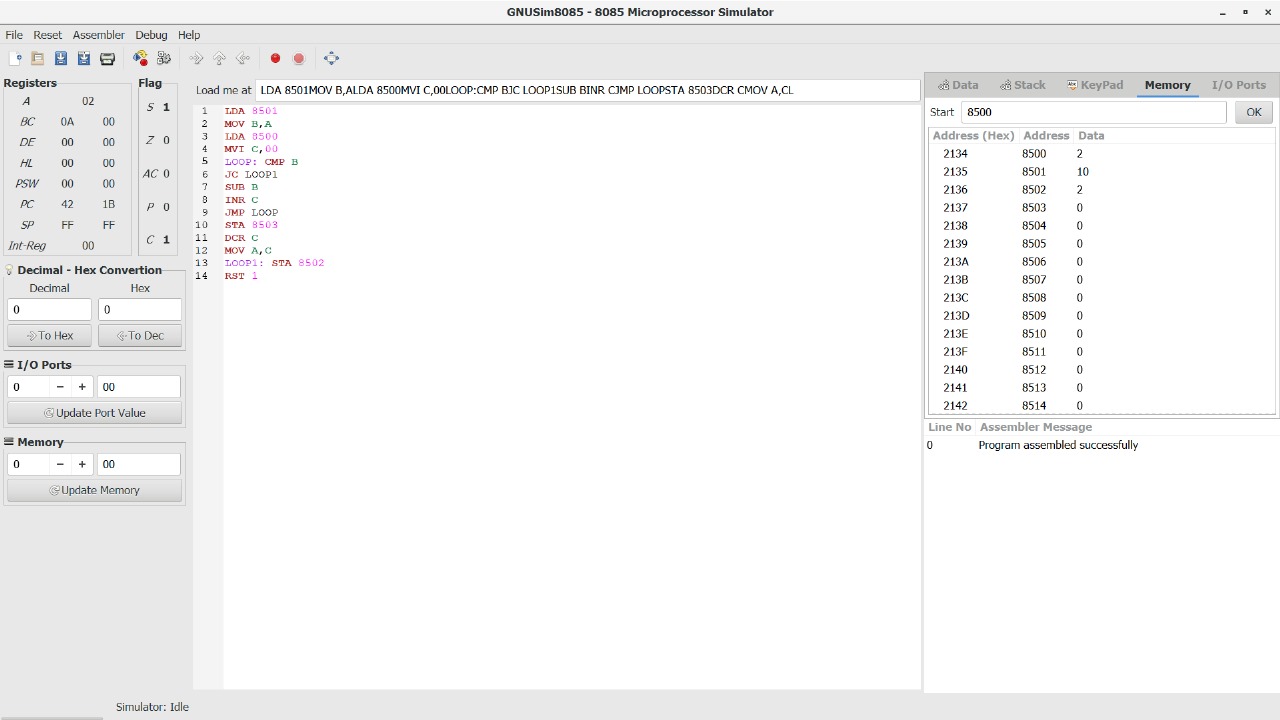 GNUSim8085 - 8085 Microprocessor Simulator
File Reset Assembler Debug Help
Registers
A 02
BC 0A 00
DE 00 00
HL 00 00
PSW 00 00
PC 42 1B
SP FF FF
Int-Reg 00
Flag
S 1
Z 0
AC 0
P 0
C 1
Decimal - Hex Convertion
Decimal Hex
0 0
To Hex To Dec
I/O Ports
0 − + 00
Update Port Value
Memory
0 − + 00
Update Memory
Load me at LDA 8501MOV B,ALDA 8500MVI C,00LOOP:CMP BJC LOOP1SUB BINR CJMP LOOPSTA 8503DCR CMOV A,CL
1 LDA 8501
2 MOV B,A
3 LDA 8500
4 MVI C,00
5 LOOP: CMP B
6 JC LOOP1
7 SUB B
8 INR C
9 JMP LOOP
10 STA 8503
11 DCR C
12 MOV A,C
13 LOOP1: STA 8502
14 RST 1
Data Stack KeyPad Memory I/O Ports
Start 8500 OK
Address (Hex) Address Data
2134 8500 2
2135 8501 10
2136 8502 2
2137 8503 0
2138 8504 0
2139 8505 0
213A 8506 0
213B 8507 0
213C 8508 0
213D 8509 0
213E 8510 0
213F 8511 0
2140 8512 0
2141 8513 0
2142 8514 0
Line No Assembler Message
0 Program assembled successfully
Simulator: Idle